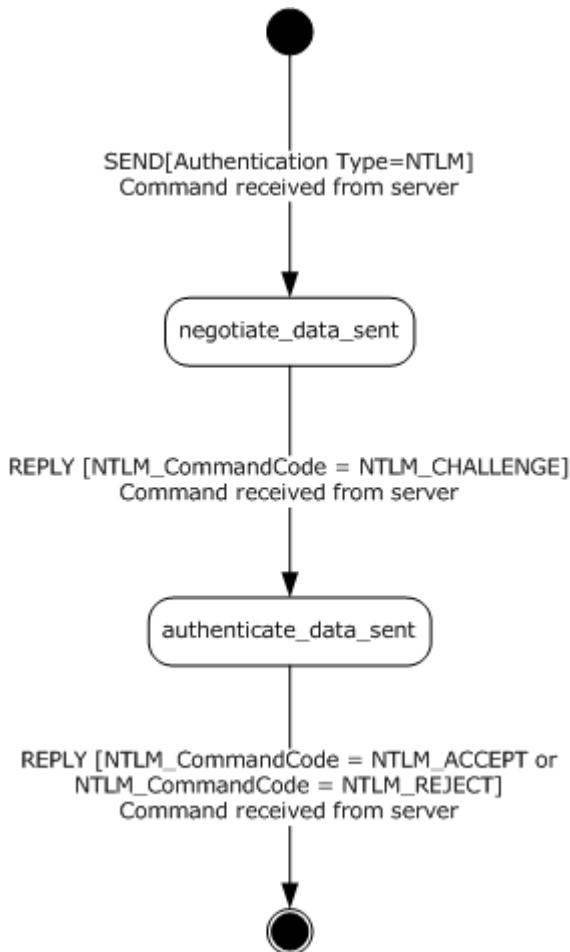 SEND[Authentication Type=NTLM]
Command received from server
negotiate_data_sent
REPLY [NTLM_CommandCode = NTLM_CHALLENGE]
Command received from server
authenticate_data_sent
REPLY [NTLM_CommandCode = NTLM_ACCEPT or
NTLM_CommandCode = NTLM_REJECT]
Command received from server